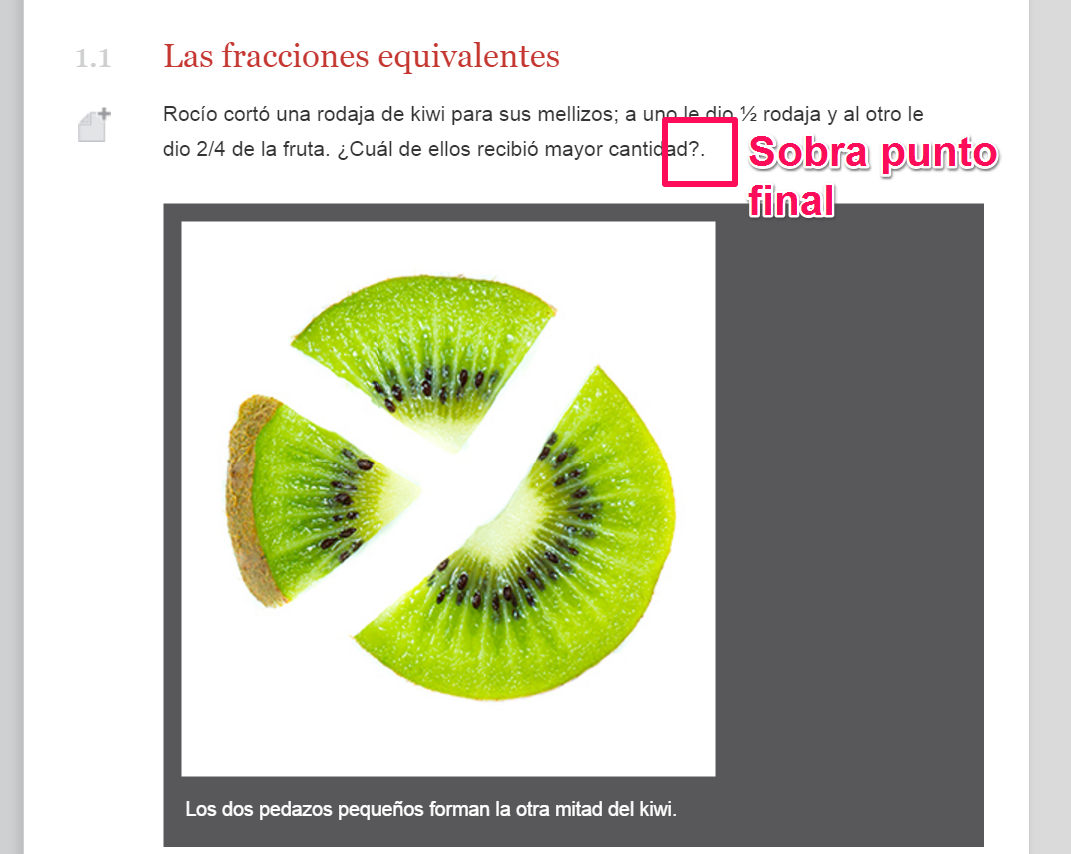 1.1 Las fracciones equivalentes
Rocío cortó una rodaja de kiwi para sus mellizos; a uno le dio ½ rodaja y al otro le
dio 2/4 de la fruta. ¿Cuál de ellos recibió mayor cantidad?.
Sobra punto
final
Los dos pedazos pequeños forman la otra mitad del kiwi.